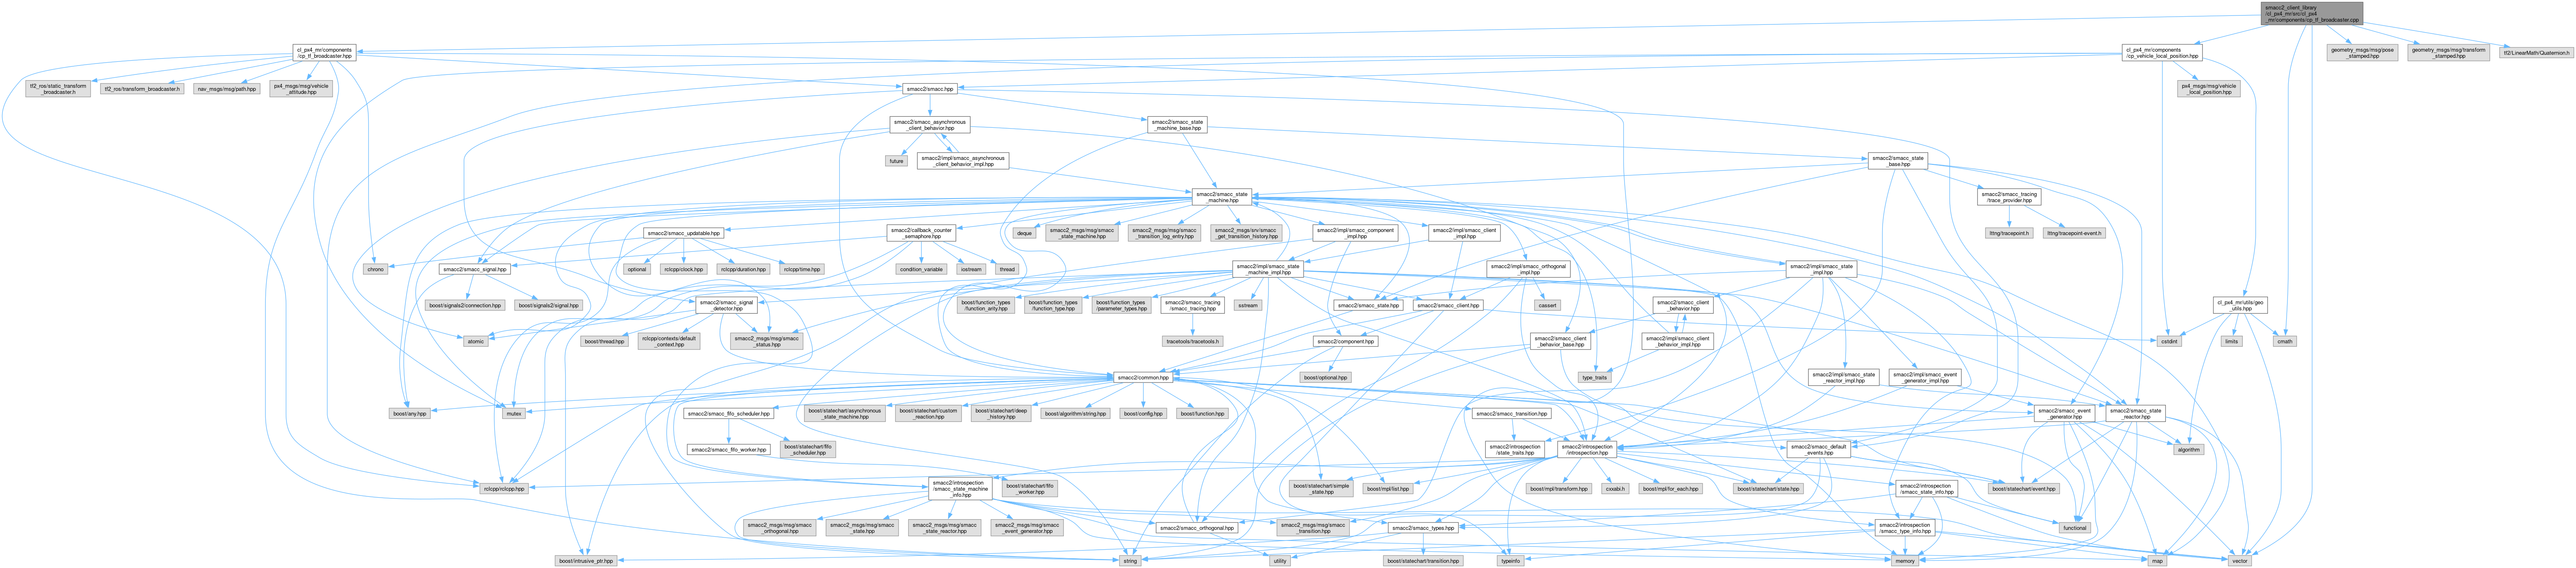 smacc2_client_library
/cl_px4_mr/src/cl_px4
_mr/components/cp_tf_broadcaster.cpp
cl_px4_mr/components
/cp_tf_broadcaster.hpp
cl_px4_mr/components
/cp_vehicle_local_position.hpp
geometry_msgs/msg/pose
_stamped.hpp
geometry_msgs/msg/transform
_stamped.hpp
tf2/LinearMath/Quaternion.h
tf2_ros/static_transform
_broadcaster.h
tf2_ros/transform_broadcaster.h
nav_msgs/msg/path.hpp
px4_msgs/msg/vehicle
_attitude.hpp
smacc2/smacc.hpp
px4_msgs/msg/vehicle
_local_position.hpp
smacc2/smacc_asynchronous
_client_behavior.hpp
smacc2/smacc_state
_machine_base.hpp
future
smacc2/impl/smacc_asynchronous
_client_behavior_impl.hpp
smacc2/smacc_state
_base.hpp
smacc2/smacc_state
_machine.hpp
smacc2/smacc_tracing
/trace_provider.hpp
smacc2/smacc_updatable.hpp
smacc2/callback_counter
_semaphore.hpp
deque
smacc2_msgs/msg/smacc
_state_machine.hpp
smacc2_msgs/msg/smacc
_transition_log_entry.hpp
smacc2_msgs/srv/smacc
_get_transition_history.hpp
smacc2/impl/smacc_component
_impl.hpp
smacc2/impl/smacc_client
_impl.hpp
lttng/tracepoint.h
lttng/tracepoint-event.h
chrono
smacc2/smacc_signal.hpp
optional
rclcpp/clock.hpp
rclcpp/duration.hpp
rclcpp/time.hpp
condition_variable
iostream
thread
smacc2/impl/smacc_state
_machine_impl.hpp
smacc2/impl/smacc_orthogonal
_impl.hpp
smacc2/impl/smacc_state
_impl.hpp
boost/signals2/connection.hpp
boost/signals2/signal.hpp
smacc2/smacc_signal
_detector.hpp
boost/function_types
/function_arity.hpp
boost/function_types
/function_type.hpp
boost/function_types
/parameter_types.hpp
smacc2/smacc_tracing
/smacc_tracing.hpp
sstream
smacc2/smacc_state.hpp
smacc2/smacc_client.hpp
cassert
smacc2/smacc_client
_behavior.hpp
cl_px4_mr/utils/geo
_utils.hpp
atomic
boost/thread.hpp
rclcpp/contexts/default
_context.hpp
smacc2_msgs/msg/smacc
_status.hpp
tracetools/tracetools.h
smacc2/component.hpp
smacc2/smacc_client
_behavior_base.hpp
smacc2/impl/smacc_client
_behavior_impl.hpp
cstdint
limits
cmath
smacc2/common.hpp
boost/optional.hpp
type_traits
smacc2/impl/smacc_state
_reactor_impl.hpp
smacc2/impl/smacc_event
_generator_impl.hpp
boost/any.hpp
mutex
smacc2/smacc_fifo_scheduler.hpp
boost/statechart/asynchronous
_state_machine.hpp
boost/statechart/custom
_reaction.hpp
boost/statechart/deep
_history.hpp
boost/algorithm/string.hpp
boost/config.hpp
boost/function.hpp
smacc2/smacc_transition.hpp
smacc2/smacc_event
_generator.hpp
smacc2/smacc_state
_reactor.hpp
smacc2/smacc_fifo_worker.hpp
boost/statechart/fifo
_scheduler.hpp
smacc2/introspection
/state_traits.hpp
smacc2/introspection
/introspection.hpp
smacc2/smacc_default
_events.hpp
algorithm
rclcpp/rclcpp.hpp
smacc2/introspection
/smacc_state_machine
_info.hpp
boost/statechart/fifo
_worker.hpp
boost/statechart/simple
_state.hpp
boost/mpl/list.hpp
boost/mpl/transform.hpp
cxxabi.h
boost/mpl/for_each.hpp
boost/statechart/state.hpp
smacc2/introspection
/smacc_state_info.hpp
boost/statechart/event.hpp
smacc2_msgs/msg/smacc
_orthogonal.hpp
smacc2_msgs/msg/smacc
_state.hpp
smacc2_msgs/msg/smacc
_state_reactor.hpp
smacc2_msgs/msg/smacc
_event_generator.hpp
smacc2/smacc_orthogonal.hpp
smacc2_msgs/msg/smacc
_transition.hpp
smacc2/smacc_types.hpp
smacc2/introspection
/smacc_type_info.hpp
functional
boost/intrusive_ptr.hpp
string
utility
boost/statechart/transition.hpp
typeinfo
memory
map
vector